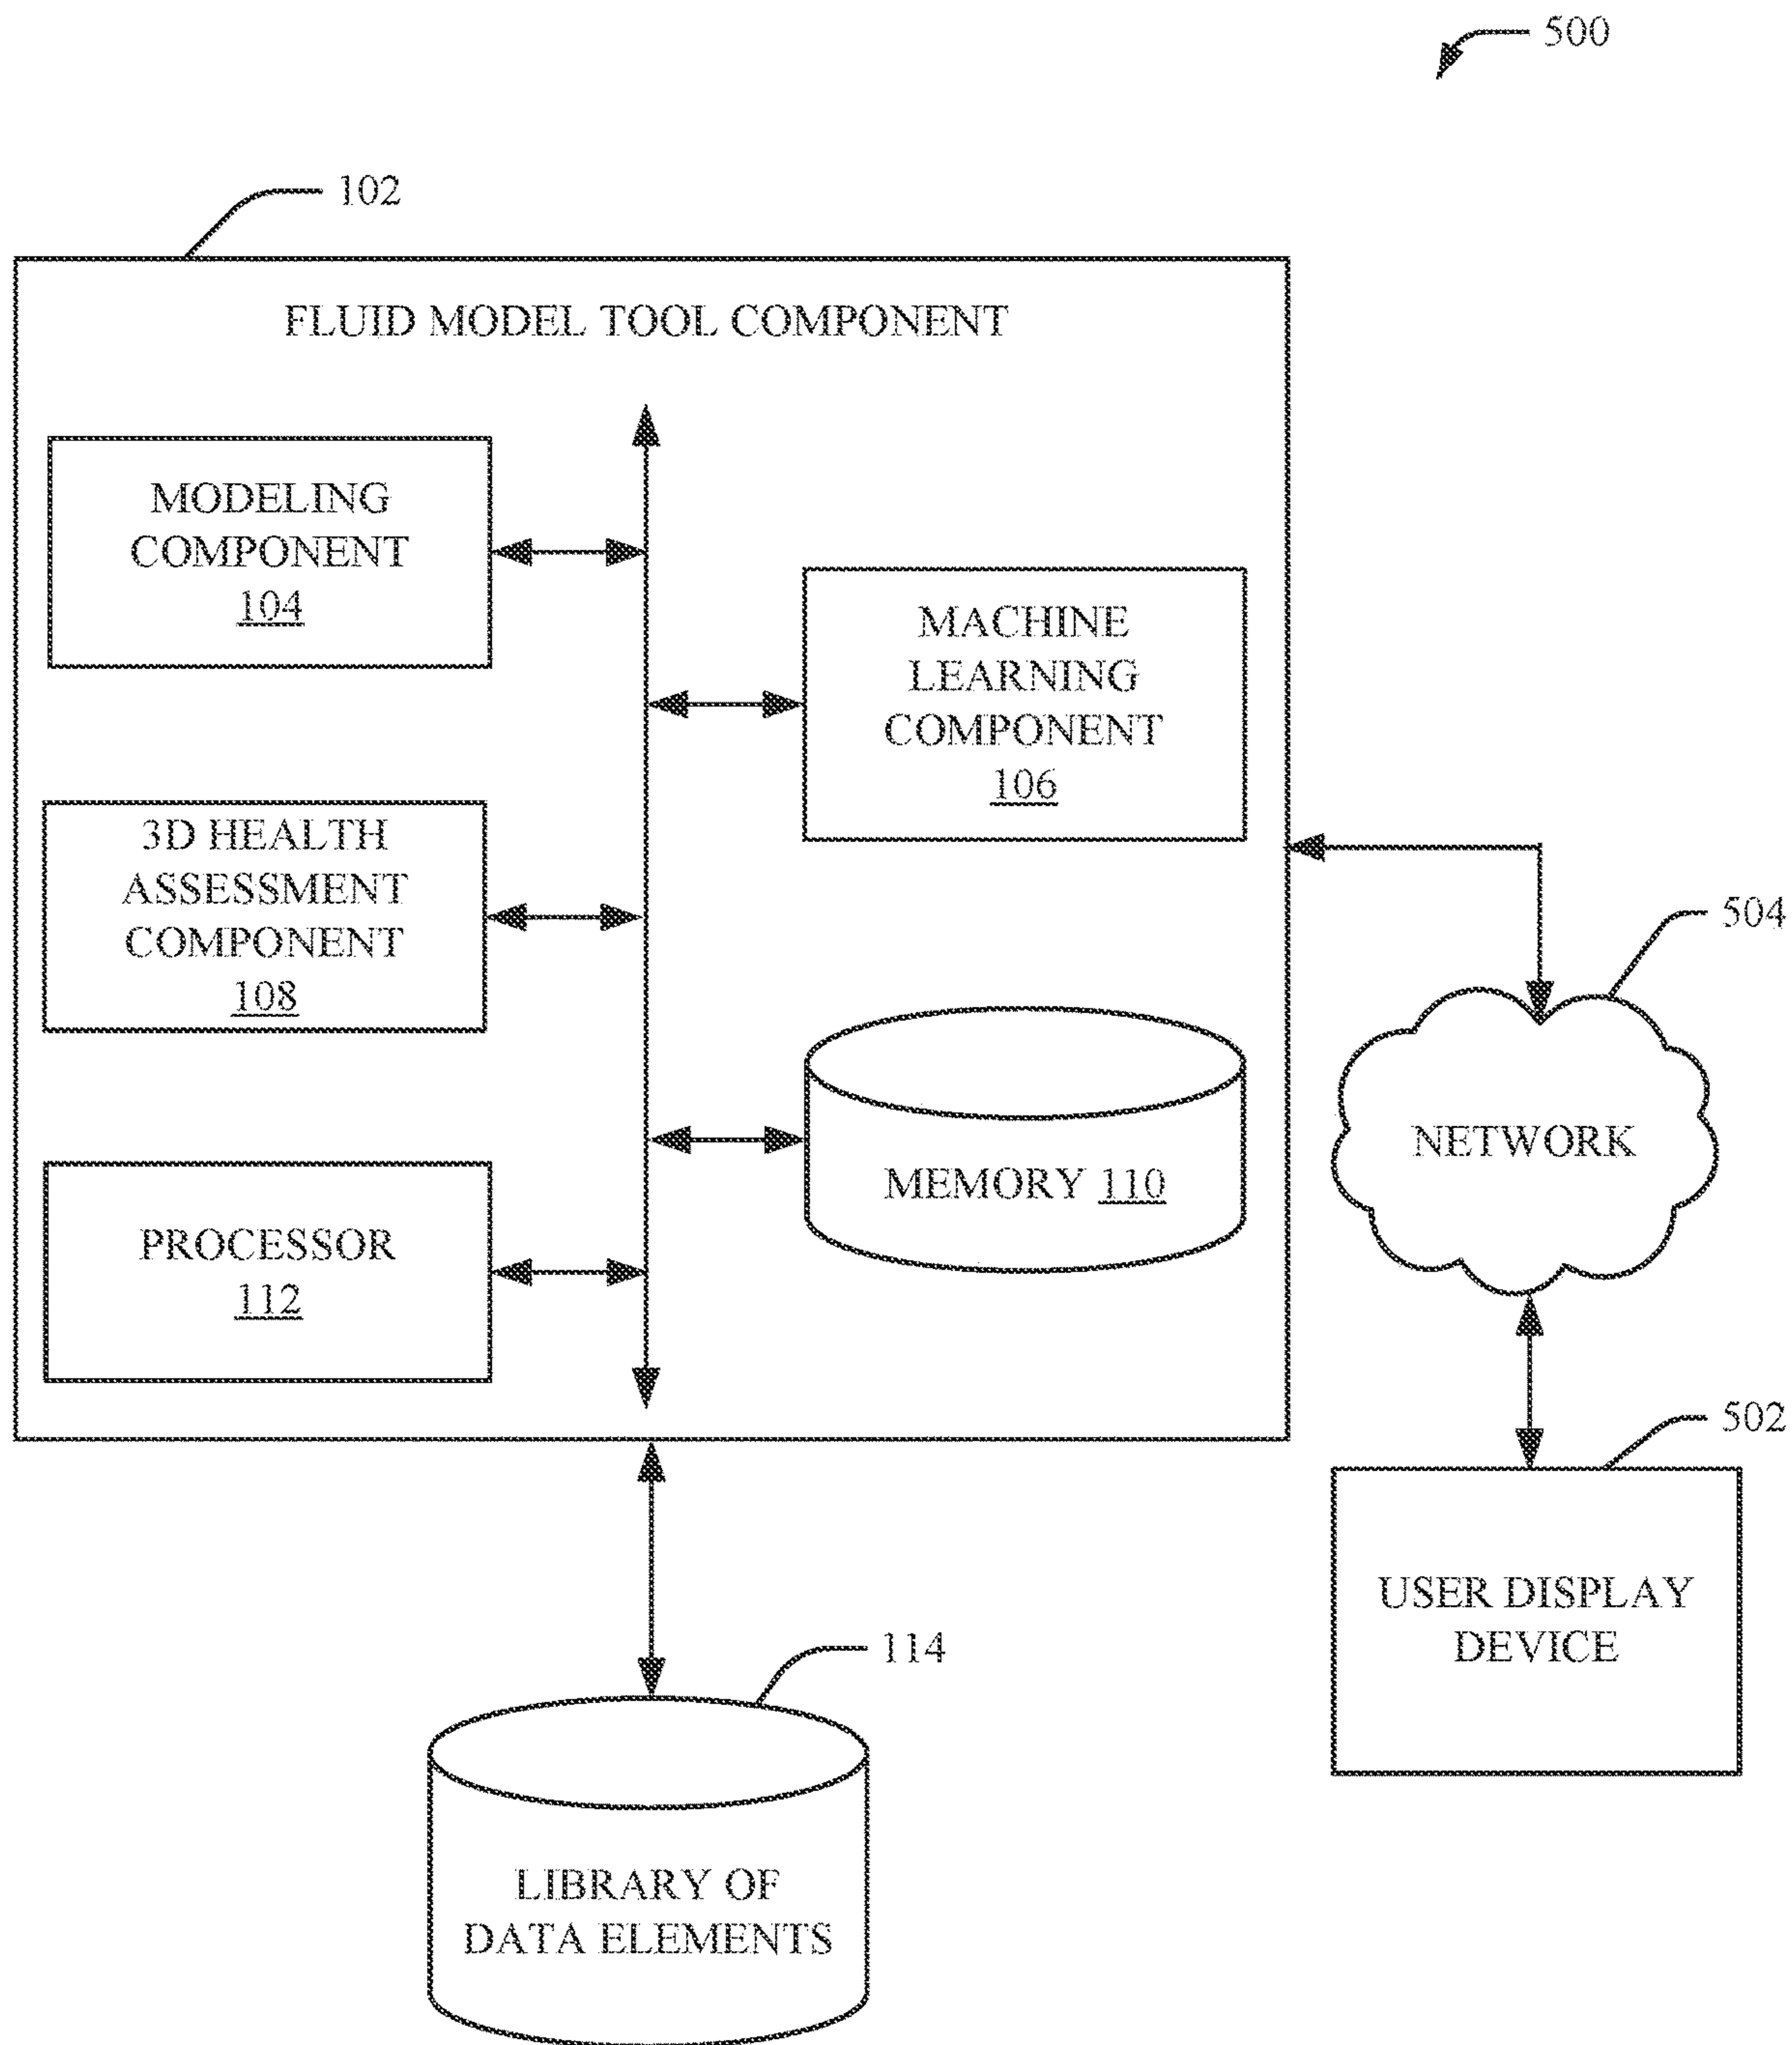 500
102
FLUID MODEL TOOL COMPONENT
MODELING
COMPONENT
104
MACHINE
LEARNING
COMPONENT
106
3D HEALTH
ASSESSMENT
COMPONENT
108
504
NETWORK
MEMORY 110
PROCESSOR
112
502
USER DISPLAY
DEVICE
114
LIBRARY OF
DATA ELEMENTS